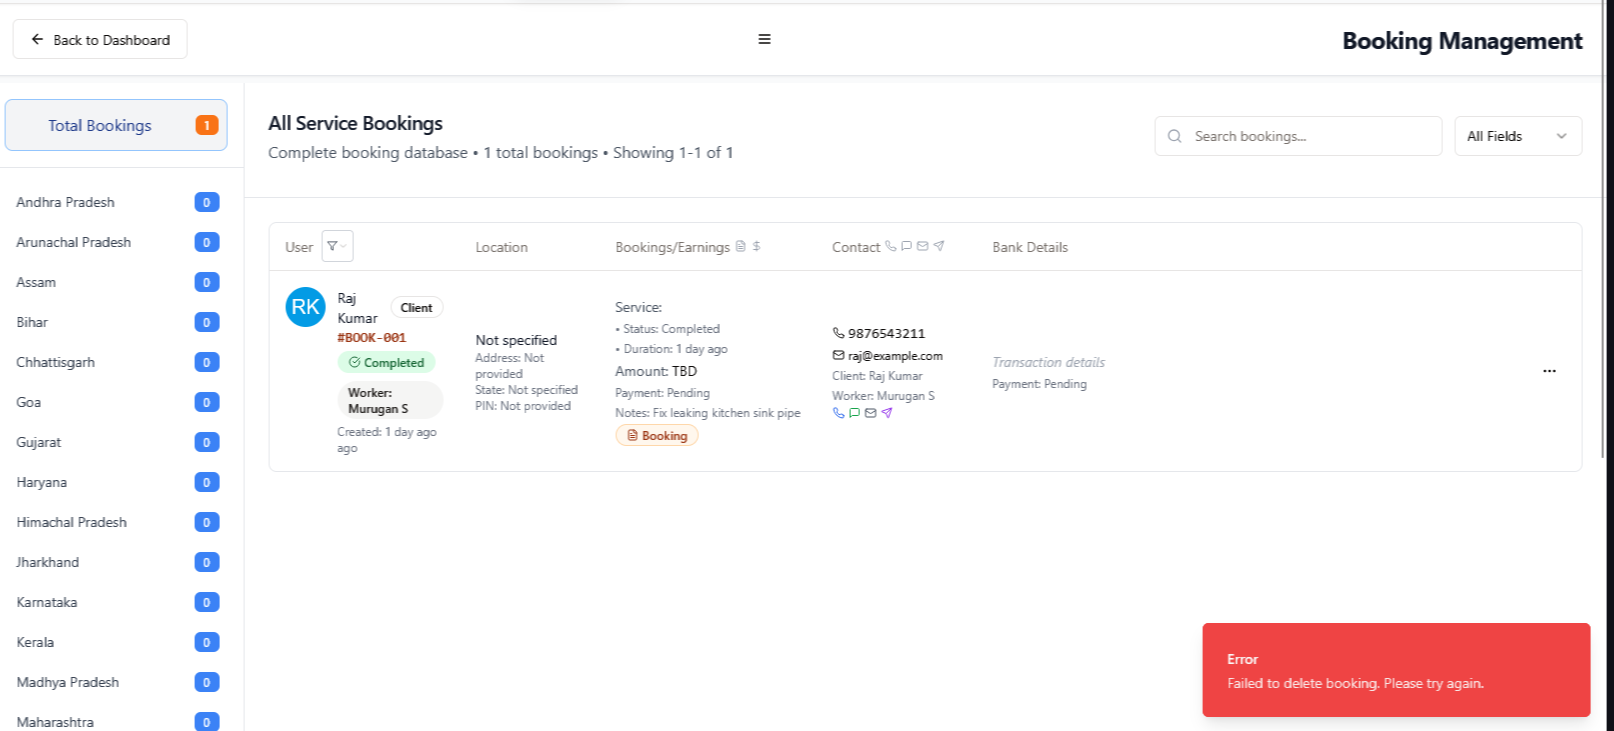 Back to Dashboard
Booking Management
Total Bookings 1
Andhra Pradesh 0
Arunachal Pradesh 0
Assam 0
Bihar 0
Chhattisgarh 0
Goa 0
Gujarat 0
Haryana 0
Himachal Pradesh 0
Jharkhand 0
Karnataka 0
Kerala 0
Madhya Pradesh 0
Maharashtra 0
All Service Bookings
Complete booking database • 1 total bookings • Showing 1-1 of 1
Search bookings...
All Fields
User
Location
Bookings/Earnings
Contact
Bank Details
RK
Raj
Kumar
Client
#BOOK-001
Completed
Worker:
Murugan S
Created: 1 day ago
ago
Not specified
Address: Not
provided
State: Not specified
PIN: Not provided
Service:
• Status: Completed
• Duration: 1 day ago
Amount: TBD
Payment: Pending
Notes: Fix leaking kitchen sink pipe
Booking
9876543211
raj@example.com
Client: Raj Kumar
Worker: Murugan S
Transaction details
Payment: Pending
Error
Failed to delete booking. Please try again.